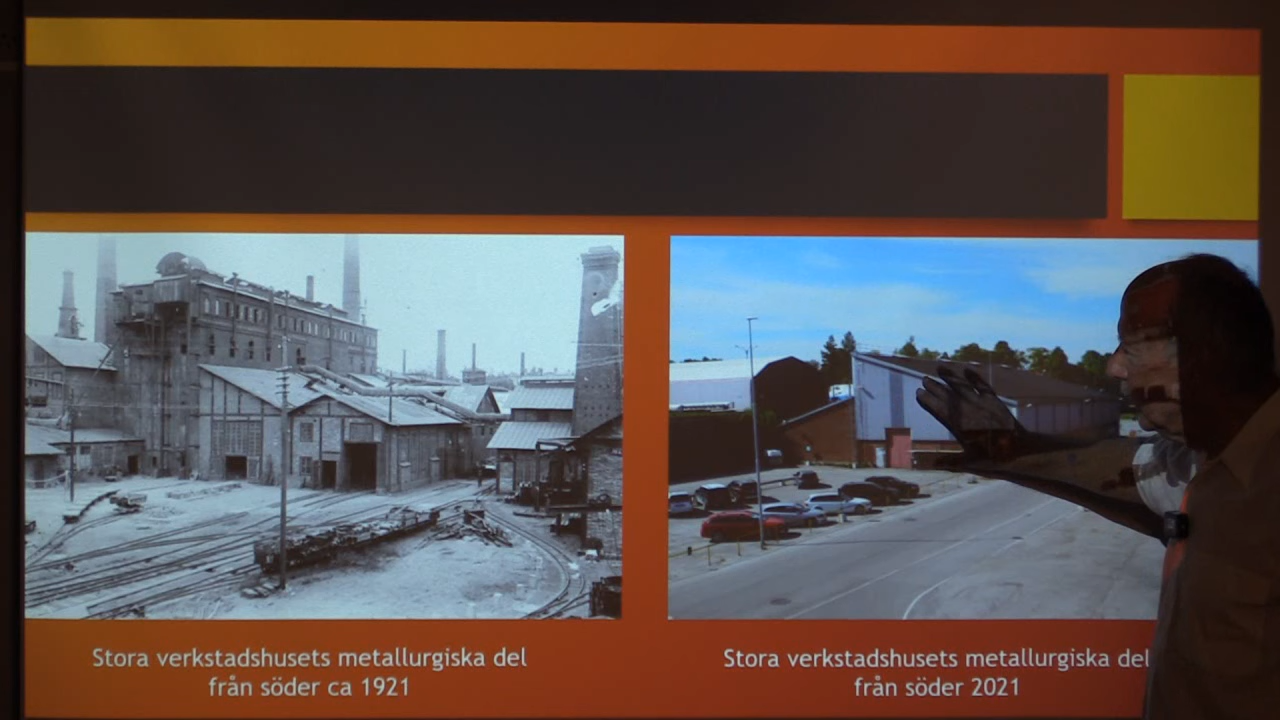 Stora verkstadshusets metallurgiska del
från söder ca 1921
Stora verkstadshusets metallurgiska del
från söder 2021